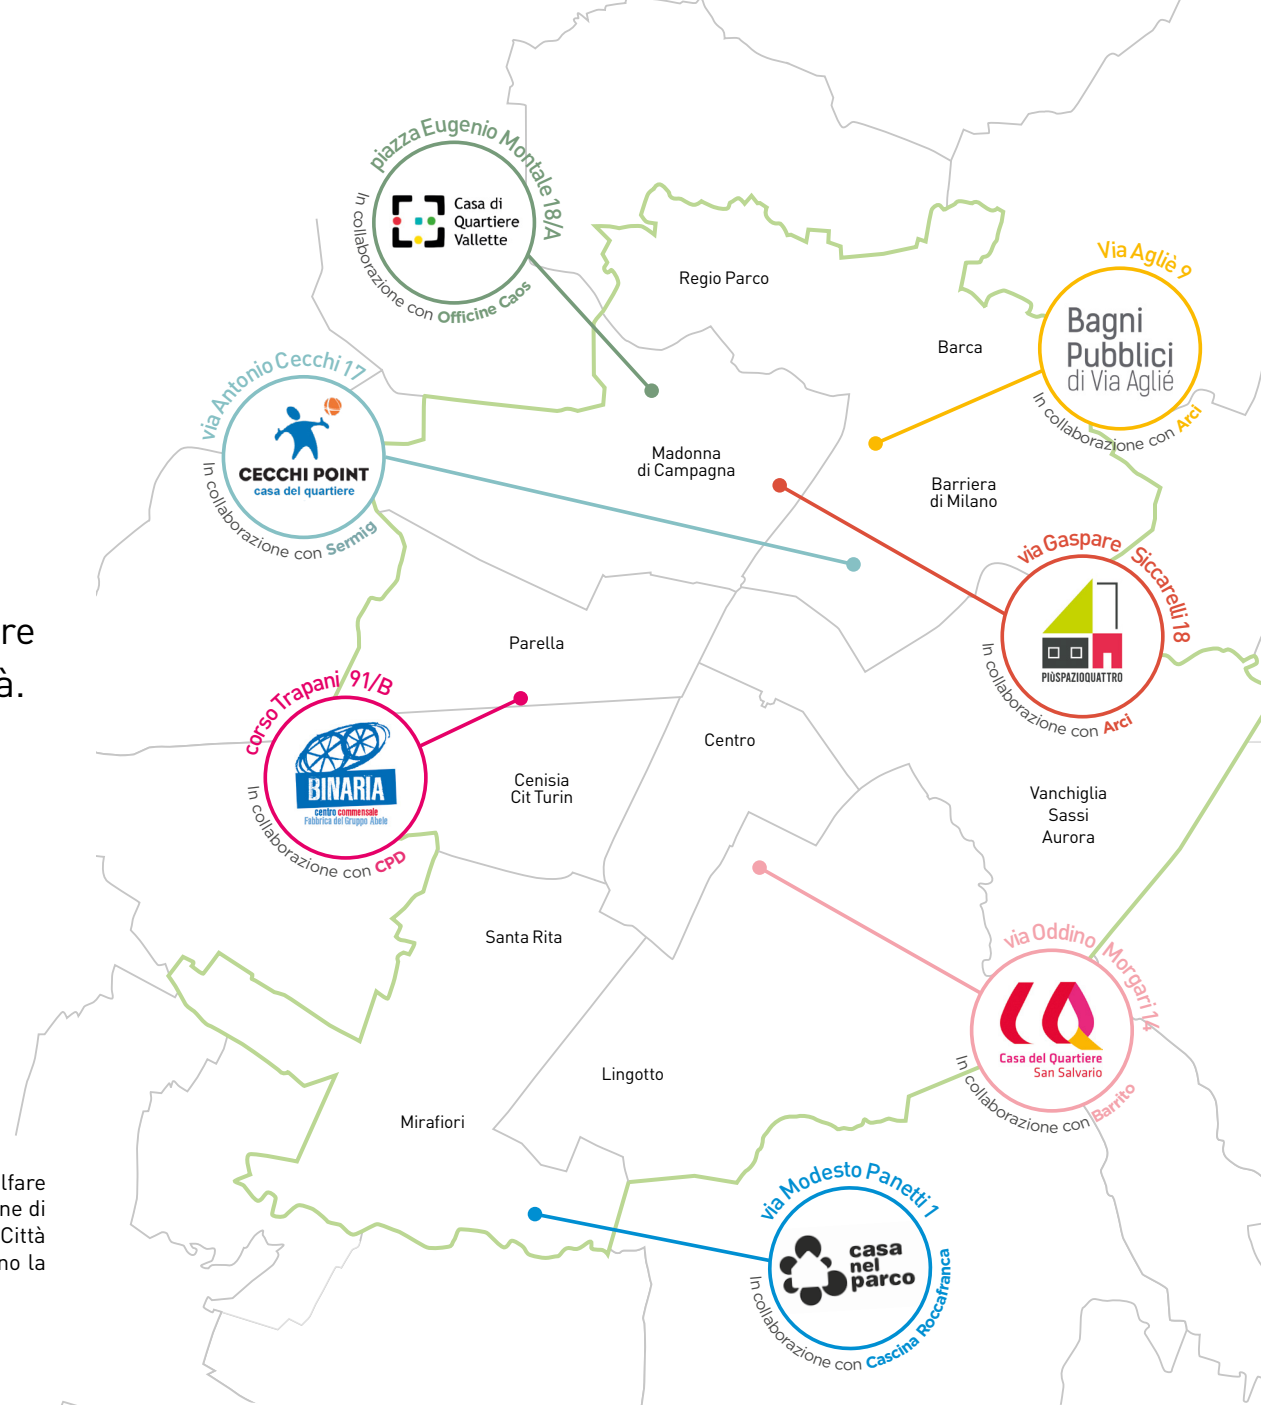 piazza Eugenio Montale 18/A
Casa di
Quartiere
Vallette
In collaborazione con Officine Caos
Regio Parco
Via Agliè 9
Bagni
Pubblici
di Via Aglié
In collaborazione con Arci
Barca
via Antonio Cecchi 17
CECCHI POINT
casa del quartiere
In collaborazione con Sermig
Madonna
di Campagna
Barriera
di Milano
via Gaspare Siccarelli 18
PIÙSPAZIOQUATTRO
In collaborazione con Arci
re
à.
Parella
corso Trapani 91/B
BINARIA
centro commensale
Fabbrica del Gruppo Abele
In collaborazione con CPD
Centro
Cenisia
Cit Turin
Vanchiglia
Sassi
Aurora
Santa Rita
via Oddino Morgari 14
Casa del Quartiere
San Salvario
In collaborazione con Barrito
Lingotto
Mirafiori
lfare
ne di
Città
no la
via Modesto Panetti 1
casa
nel
parco
In collaborazione con Cascina Roccafranca